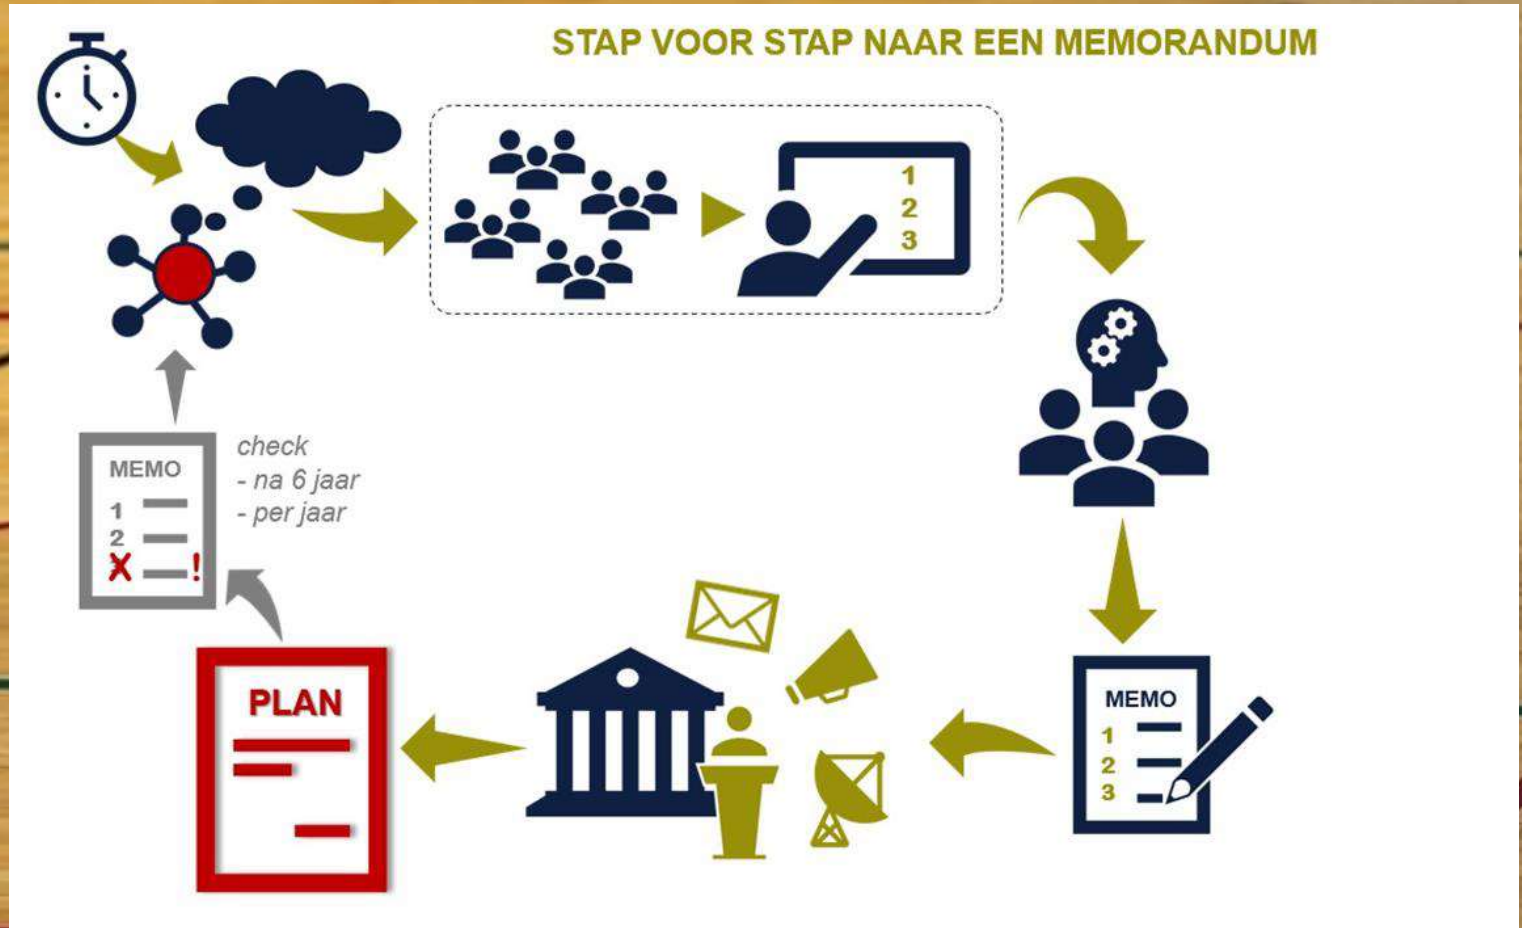 STAP VOOR STAP NAAR EEN MEMORANDUM
1
2
3
check
- na 6 jaar
- per jaar
MEMO
1
2
X !
PLAN
MEMO
1
2
3